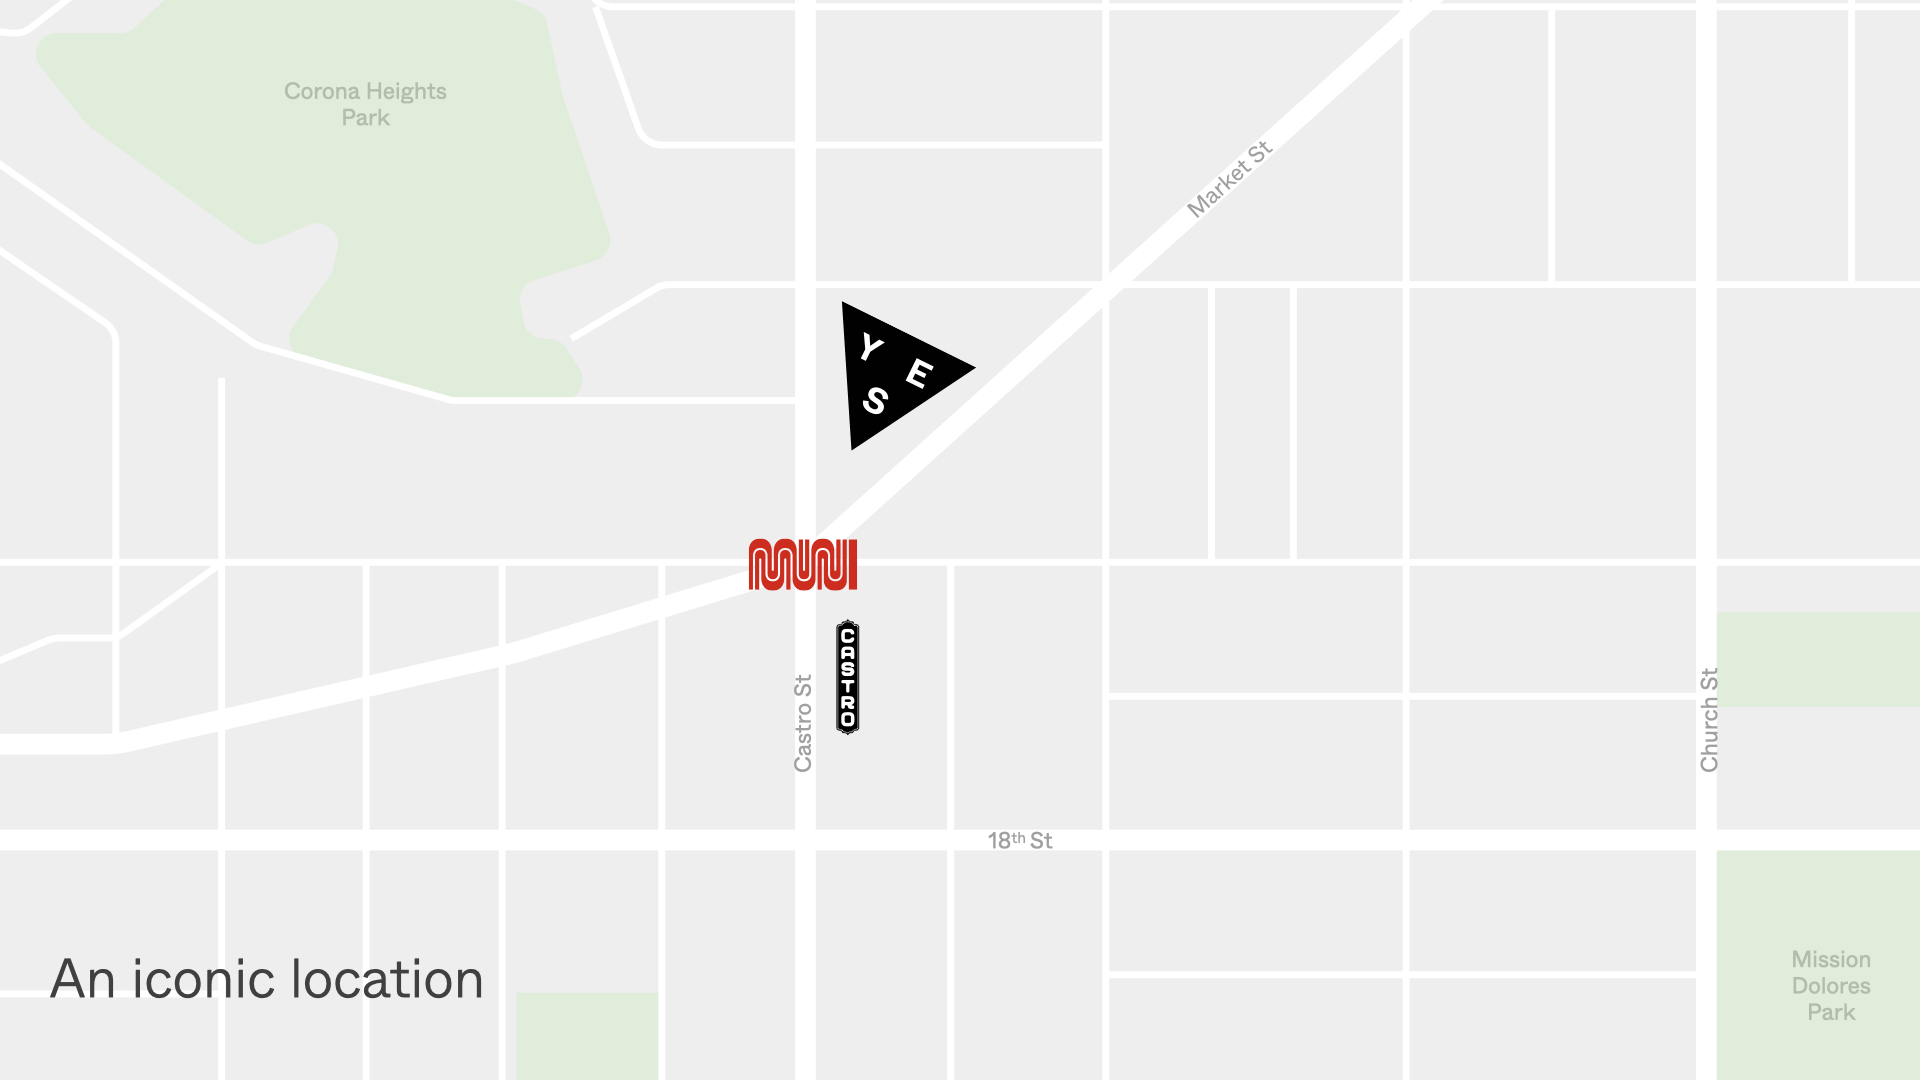 Corona Heights
Park
Market St
Y
E
S
MUNI
CASTRO
Castro St
Church St
18th St
An iconic location
Mission
Dolores
Park